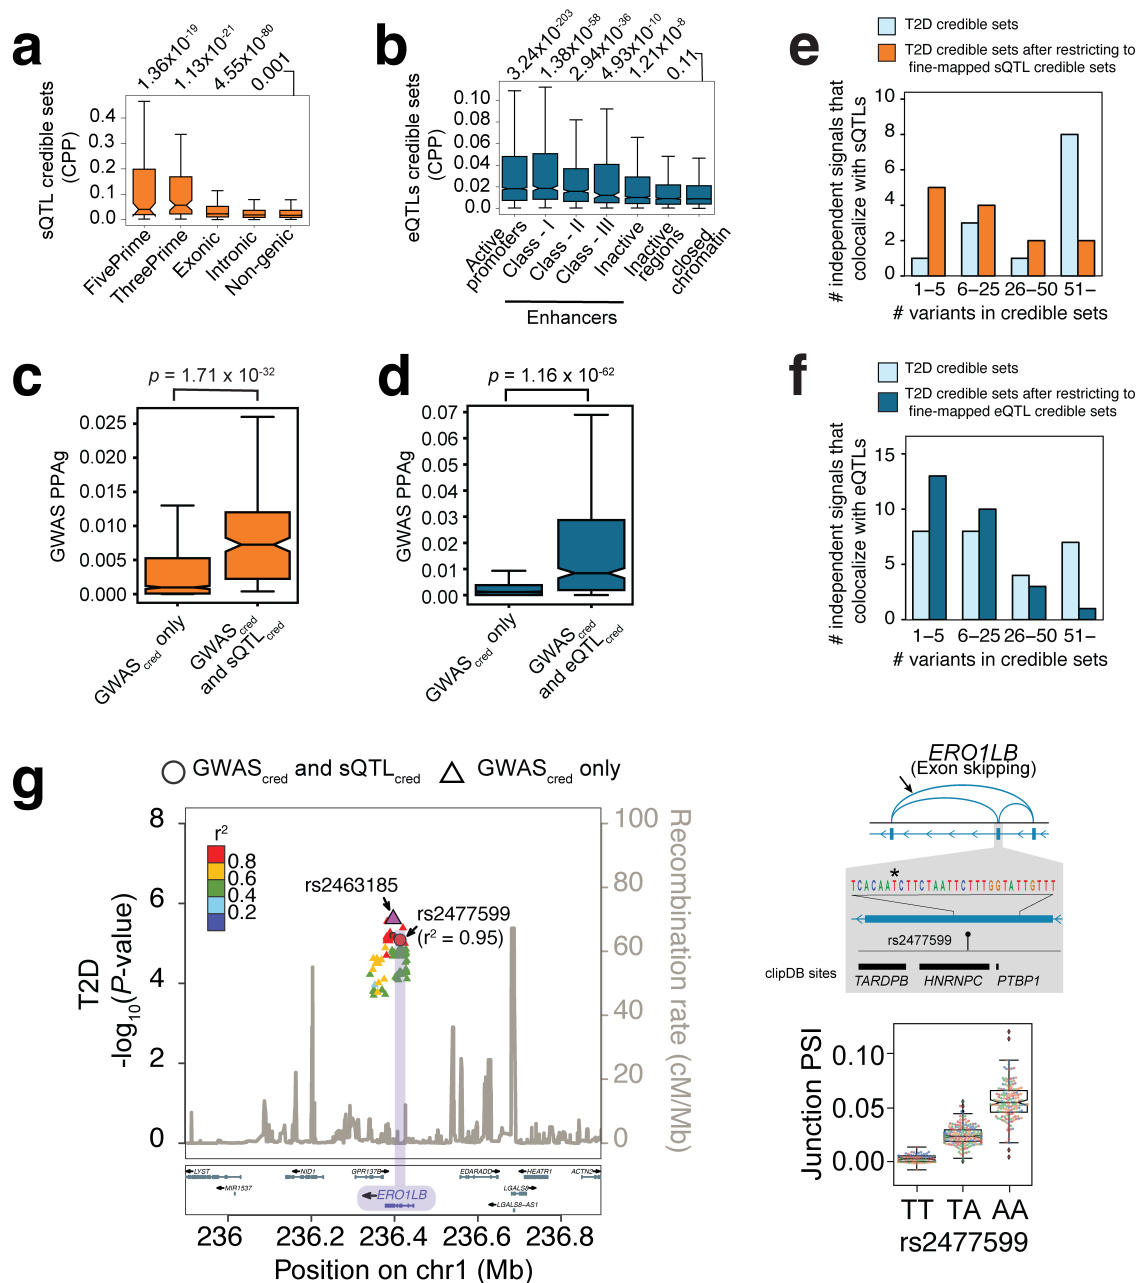 a
1.36x10-19
1.13x10-21
4.55x10-80
0.001
sQTL credible sets
(CPP)
0.4
0.3
0.2
0.1
0.0
FivePrime
ThreePrime
Exonic
Intronic
Non-genic
b
3.24x10-203
1.38x10-58
2.94x10-36
4.93x10-10
1.21x10-8
0.11
eQTLs credible sets
(CPP)
0.10
0.08
0.06
0.04
0.02
0.0
Active
promoters
Class - I
Class - II
Class - III
Inactive
Inactive
regions
closed
chromatin
Enhancers
e
T2D credible sets
T2D credible sets after restricting to
fine-mapped sQTL credible sets
# independent signals that
colocalize with sQTLs
10
8
6
4
2
0
1–5
6–25
26–50
51–
# variants in credible sets
c
p = 1.71 x 10-32
GWAS PPAg
0.025
0.020
0.015
0.010
0.005
0.000
GWAScred only
GWAScred
and sQTLcred
d
p = 1.16 x 10-62
GWAS PPAg
0.07
0.06
0.05
0.04
0.03
0.02
0.01
0.00
GWAScred only
GWAScred
and eQTLcred
f
T2D credible sets
T2D credible sets after restricting to
fine-mapped eQTL credible sets
# independent signals that
colocalize with eQTLs
15
10
5
0
1–5
6–25
26–50
51–
# variants in credible sets
g
GWAScred and sQTLcred
GWAScred only
T2D
-log10(P-value)
8
6
4
2
0
r2
0.8
0.6
0.4
0.2
rs2463185
rs2477599
(r2 = 0.95)
100
80
60
40
20
0
Recombination rate (cM/Mb)
LYST
NID1
GPR137B
EDARADD
HEATR1
ACTN2
MIR1537
LGALS8
ERO1LB
LGALS8−AS1
236
236.2
236.4
236.6
236.8
Position on chr1 (Mb)
ERO1LB
(Exon skipping)
*
TCACAATCTTCTAATTCTTTGGTATTGTTT
rs2477599
clipDB sites
TARDPB
HNRNPC
PTBP1
Junction PSI
0.10
0.05
0.00
TT
TA
AA
rs2477599